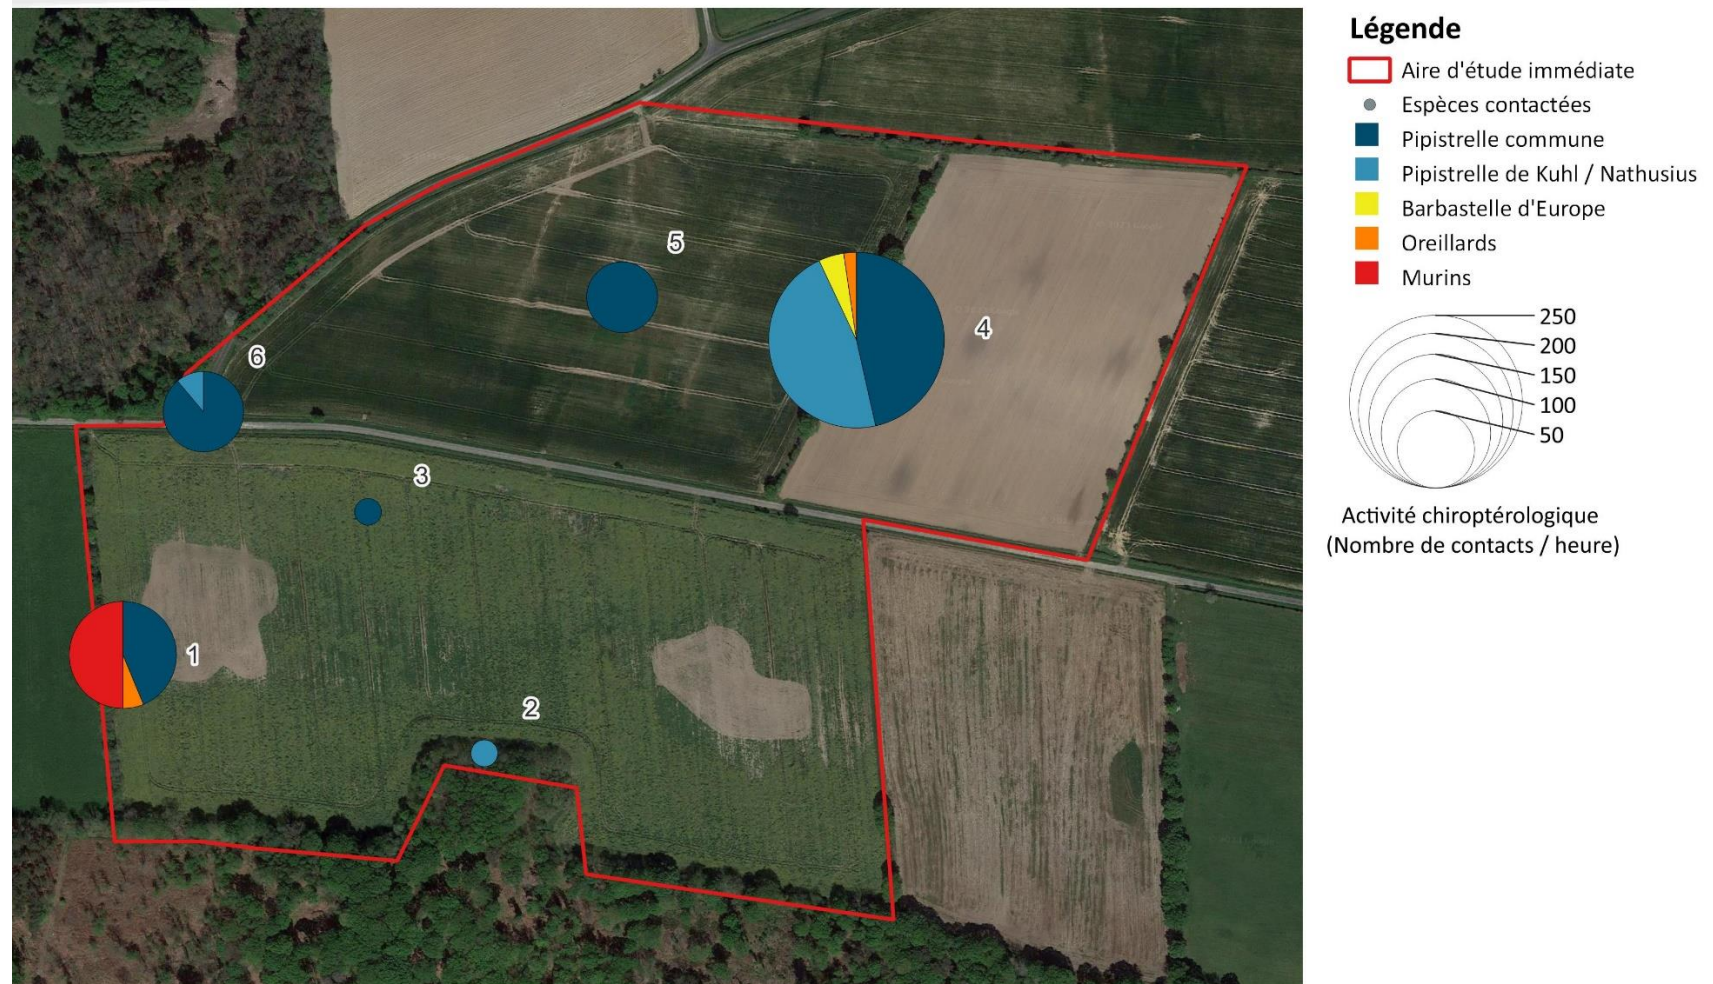 Légende
Aire d'étude immédiate
Espèces contactées
Pipistrelle commune
Pipistrelle de Kuhl / Nathusius
Barbastelle d'Europe
Oreillards
Murins
250
200
150
100
50
Activité chiroptérologique
(Nombre de contacts / heure)
5
4
6
3
1
2